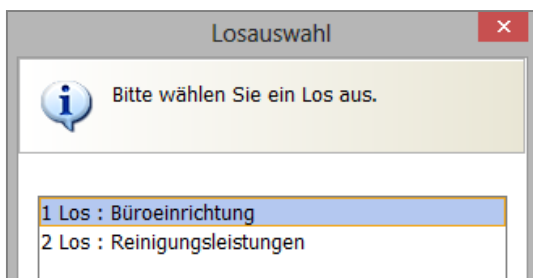 Losauswahl
Bitte wählen Sie ein Los aus.
1 Los : Büroeinrichtung
2 Los : Reinigungsleistungen